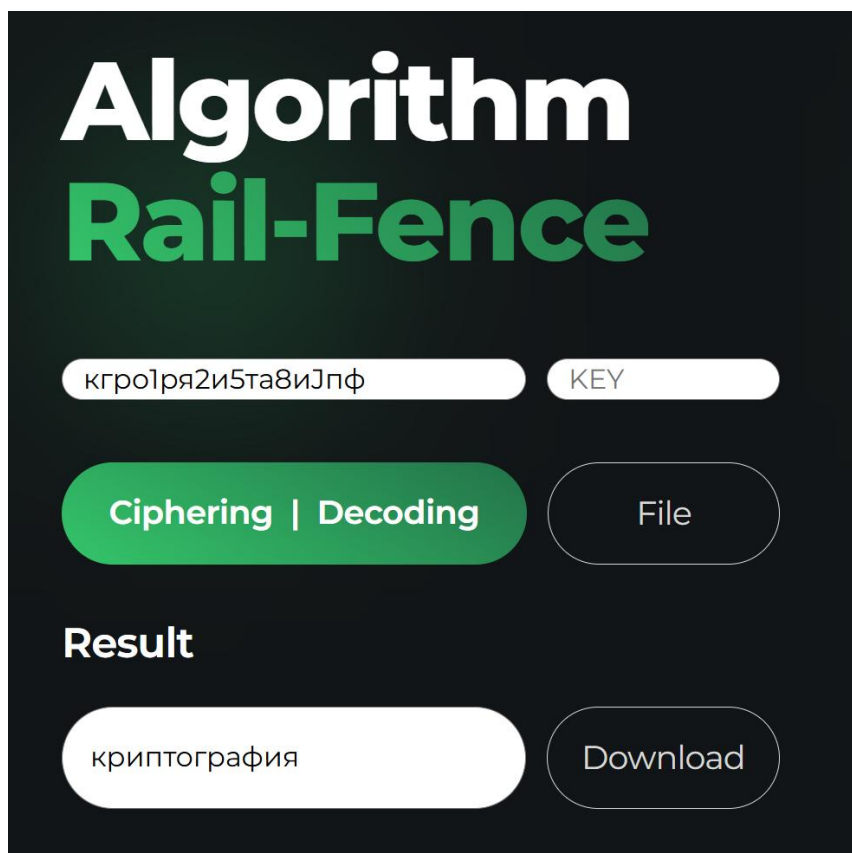 Algorithm
Rail-Fence
кгро1ря2и5та8иJпф KEY
Ciphering | Decoding File
Result
криптография Download